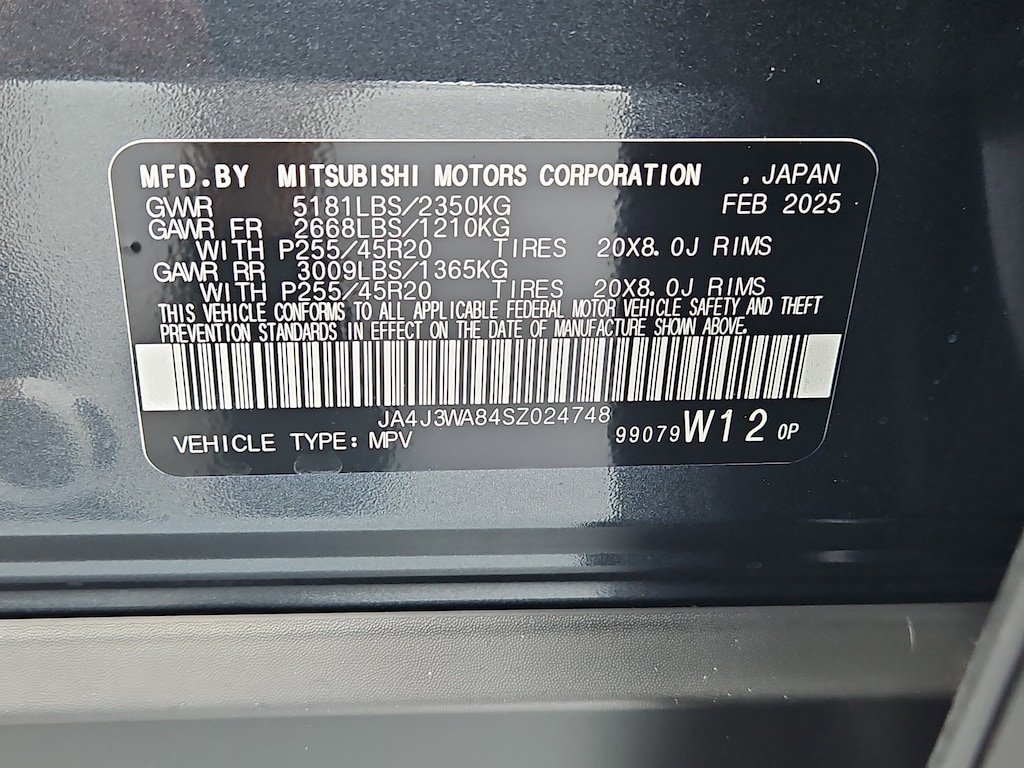 MFD.BY MITSUBISHI MOTORS CORPORATION , JAPAN
GVWR 5181LBS/2350KG FEB 2025
GAWR FR 2668LBS/1210KG
WITH P255/45R20 TIRES 20X8.0J RIMS
GAWR RR 3009LBS/1365KG
WITH P255/45R20 TIRES 20X8.0J RIMS
THIS VEHICLE CONFORMS TO ALL APPLICABLE FEDERAL MOTOR VEHICLE SAFETY AND THEFT
PREVENTION STANDARDS IN EFFECT ON THE DATE OF MANUFACTURE SHOWN ABOVE.
JA4J3WA84SZ024748
VEHICLE TYPE: MPV 99079 W12 0P